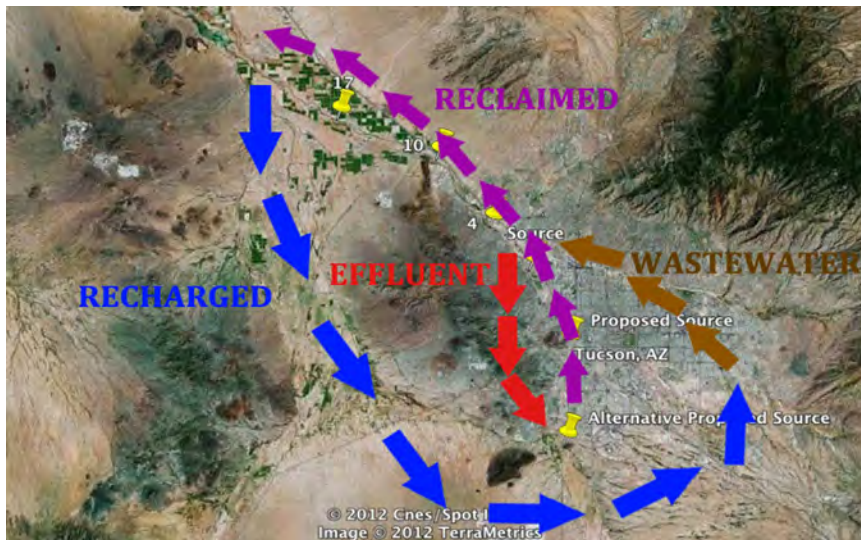 17
RECLAIMED
10
4
Source
EFFLUENT
WASTEWATER
RECHARGED
Proposed Source
Tucson, AZ
Alternative Proposed Source
© 2012 Cnes/Spot
Image © 2012 TerraMetrics